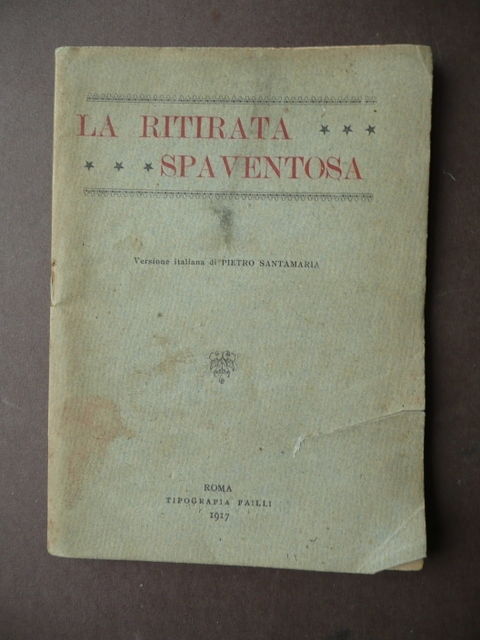 LA RITIRATA ★ ★ ★
★ ★ ★ SPAVENTOSA
Versione italiana di PIETRO SANTAMARIA
ROMA
TIPOGRAFIA FAILLI
1917